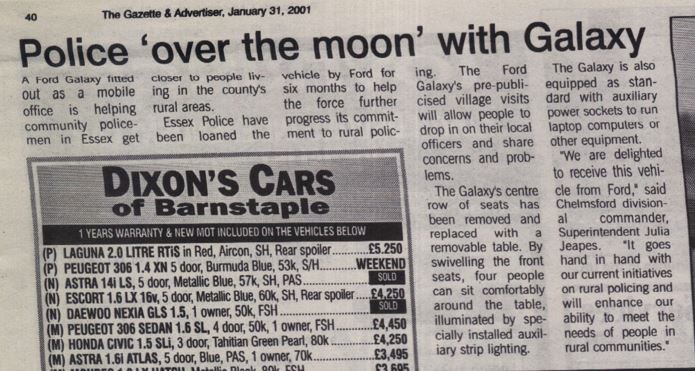 40
The Gazette & Advertiser, January 31, 2001
Police 'over the moon' with Galaxy
A Ford Galaxy fitted
out as a mobile
office is helping
community police-
men in Essex get
closer to people liv-
ing in the county's
rural areas.
Essex Police have
been loaned the
vehicle by Ford for
six months to help
the force further
progress its commit-
ment to rural polic-
ing. The Ford
Galaxy's pre-publi-
cised village visits
will allow people to
drop in on their local
officers and share
concerns and prob-
lems.
The Galaxy's centre
row of seats has
been removed and
replaced with a
removable table. By
swivelling the front
seats, four people
can sit comfortably
around the table,
illuminated by spe-
cially installed auxil-
iary strip lighting.
The Galaxy is also
equipped as stan-
dard with auxiliary
power sockets to run
laptop computers or
other equipment.
"We are delighted
to receive this vehi-
cle from Ford," said
Chelmsford division-
al commander,
Superintendent Julia
Jeapes. "It goes
hand in hand with
our current initiatives
on rural policing and
will enhance our
ability to meet the
needs of people in
rural communities."
DIXON'S CARS
of Barnstaple
1 YEARS WARRANTY & NEW MOT INCLUDED ON THE VEHICLES BELOW
(P) LAGUNA 2.0 LITRE RTiS in Red, Aircon, SH, Rear spoiler.......£5.250
(P) PEUGEOT 306 1.4 XN 5 door, Burmuda Blue, 53k, S/H.......WEEKEND
(N) ASTRA 14i LS, 5 door, Metallic Blue, 57k, SH, PAS SOLD
(N) ESCORT 1.6 LX 16v, 5 door, Metallic Blue, 60k, SH, Rear spoiler....£4,250
(N) DAEWOO NEXIA GLS 1.5, 1 owner, 50k, FSH SOLD
(M) PEUGEOT 306 SEDAN 1.6 SL, 4 door, 50k, 1 owner, FSH.......£4,450
(M) HONDA CIVIC 1.5 SLi, 3 door, Tahitian Green Pearl, 80k.......£4,250
(M) ASTRA 1.6i ATLAS, 5 door, Blue, PAS, 1 owner, 70k.......£3,495
£3,695